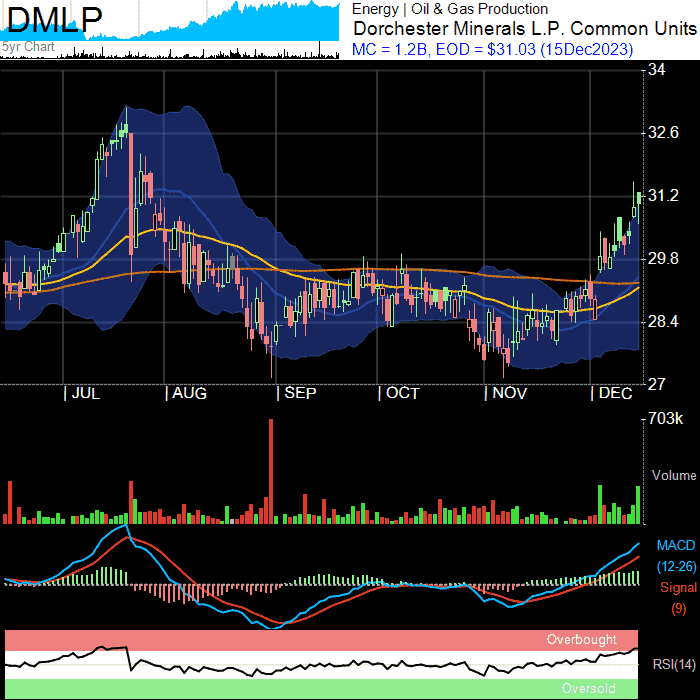 DMLP
5yr Chart
Energy | Oil & Gas Production
Dorchester Minerals L.P. Common Units
MC = 1.2B, EOD = $31.03 (15Dec2023)
34
32.6
31.2
29.8
28.4
27
JUL AUG SEP OCT NOV DEC
703k
Volume
MACD
(12-26)
Signal
(9)
Overbought
RSI(14)
Oversold